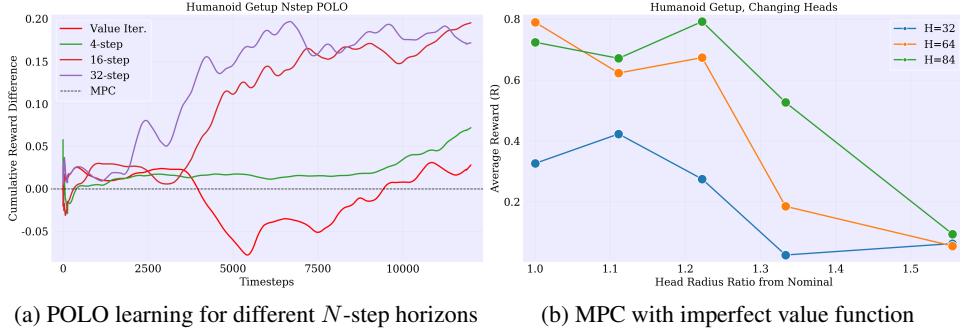 Humanoid Getup Nstep POLO
Cumulative Reward Difference
0.20
0.15
0.10
0.05
0.00
-0.05
Value Iter.
4-step
16-step
32-step
MPC
0
2500
5000
7500
10000
Timesteps
(a) POLO learning for different N-step horizons
Humanoid Getup, Changing Heads
Average Reward (R)
0.8
0.6
0.4
0.2
H=32
H=64
H=84
1.0
1.1
1.2
1.3
1.4
1.5
Head Radius Ratio from Nominal
(b) MPC with imperfect value function